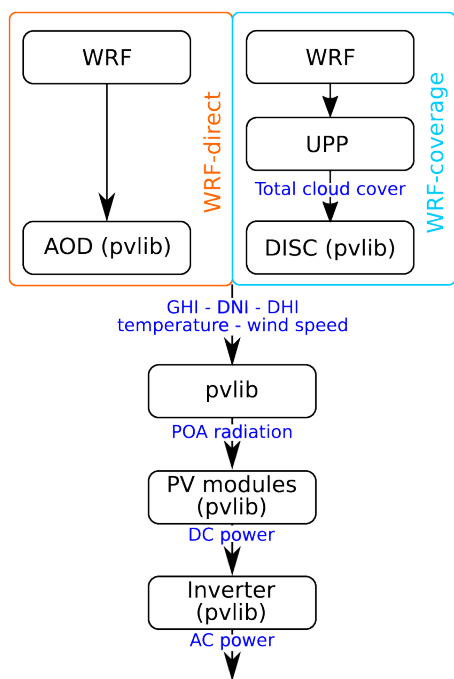 WRF
AOD (pvlib)
WRF-direct
WRF
UPP
Total cloud cover
DISC (pvlib)
WRF-coverage
GHI - DNI - DHI
temperature - wind speed
pvlib
POA radiation
PV modules
(pvlib)
DC power
Inverter
(pvlib)
AC power